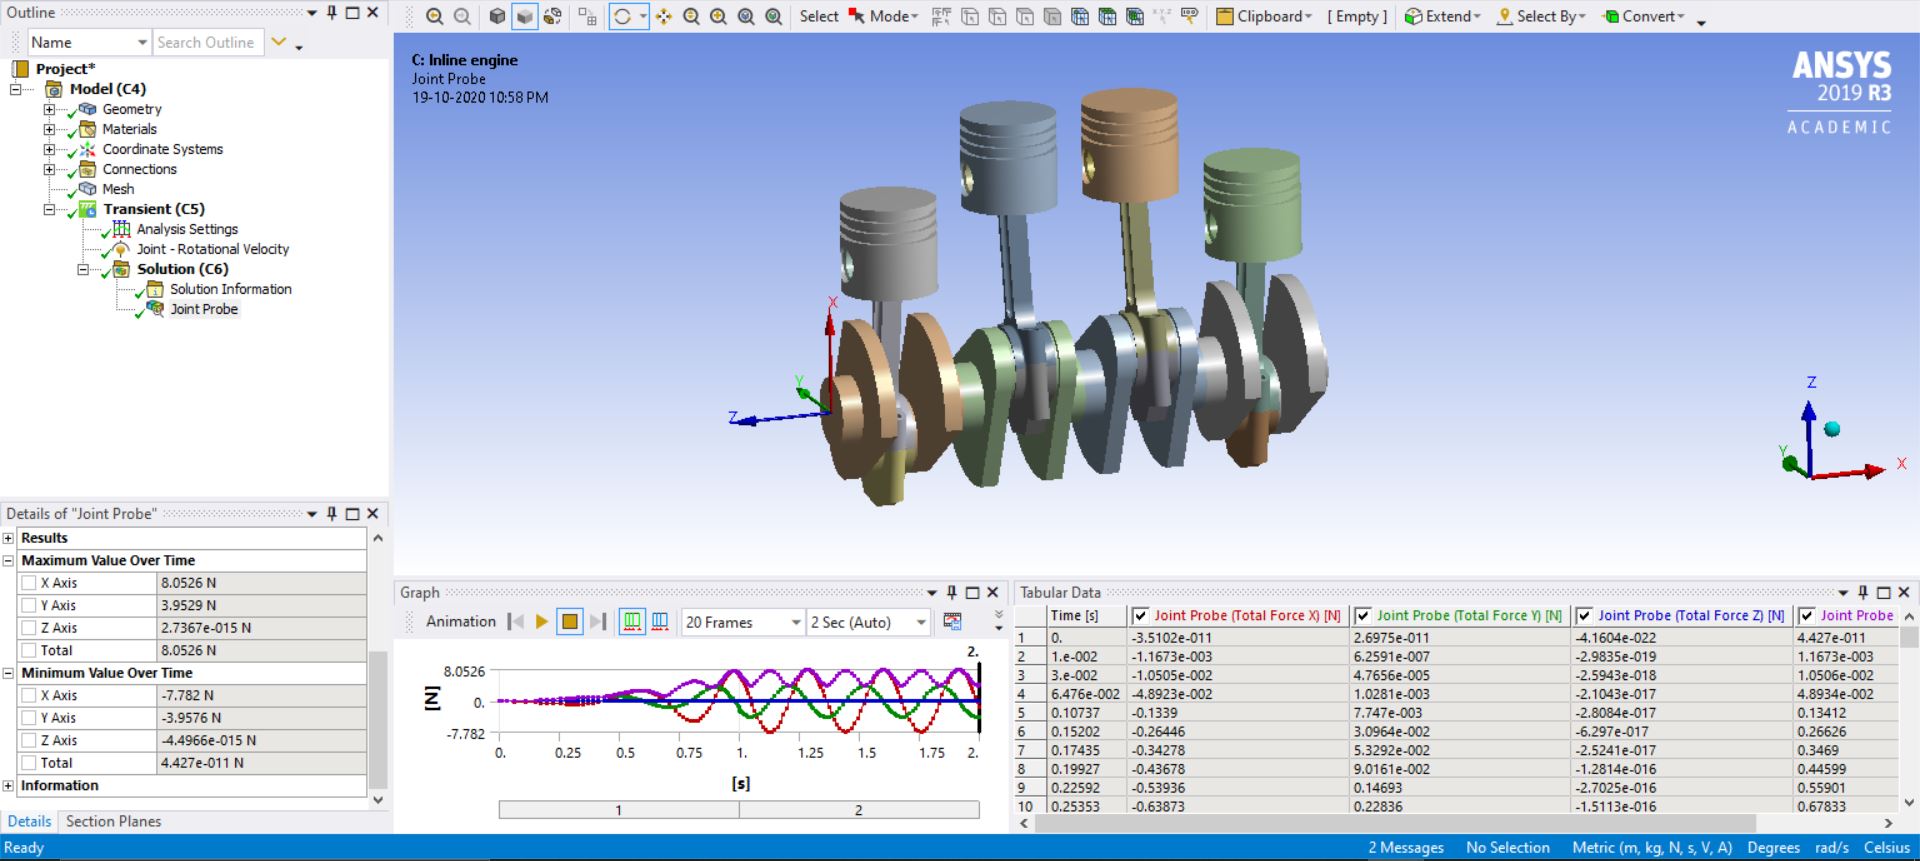 Outline
Name
Search Outline
Project*
Model (C4)
Geometry
Materials
Coordinate Systems
Connections
Mesh
Transient (C5)
Analysis Settings
Joint - Rotational Velocity
Solution (C6)
Solution Information
Joint Probe
Select Mode Clipboard [ Empty ] Extend Select By Convert
C: Inline engine
Joint Probe
19-10-2020 10:58 PM
ANSYS
2019 R3
ACADEMIC
X
Y
Z
Z
Y
X
Details of "Joint Probe"
Results
Maximum Value Over Time
X Axis 8.0526 N
Y Axis 3.9529 N
Z Axis 2.7367e-015 N
Total 8.0526 N
Minimum Value Over Time
X Axis -7.782 N
Y Axis -3.9576 N
Z Axis -4.4966e-015 N
Total 4.427e-011 N
Information
Details Section Planes
Graph
Animation 20 Frames 2 Sec (Auto)
2.
8.0526
[N]
0.
-7.782
0. 0.25 0.5 0.75 1. 1.25 1.5 1.75 2.
[s]
1 2
Tabular Data
Time [s] Joint Probe (Total Force X) [N] Joint Probe (Total Force Y) [N] Joint Probe (Total Force Z) [N] Joint Probe
1 0. -3.5102e-011 2.6975e-011 -4.1604e-022 4.427e-011
2 1.e-002 -1.1673e-003 6.2591e-007 -2.9835e-019 1.1673e-003
3 3.e-002 -1.0505e-002 4.7656e-005 -2.5943e-018 1.0506e-002
4 6.476e-002 -4.8923e-002 1.0281e-003 -2.1043e-017 4.8934e-002
5 0.10737 -0.1339 7.747e-003 -2.8084e-017 0.13412
6 0.15202 -0.26446 3.0964e-002 -6.297e-017 0.26626
7 0.17435 -0.34278 5.3292e-002 -2.5241e-017 0.3469
8 0.19927 -0.43678 9.0161e-002 -1.2814e-016 0.44599
9 0.22592 -0.53936 0.14693 -2.7025e-016 0.55901
10 0.25353 -0.63873 0.22836 -1.5113e-016 0.67833
Ready
2 Messages No Selection Metric (m, kg, N, s, V, A) Degrees rad/s Celsius